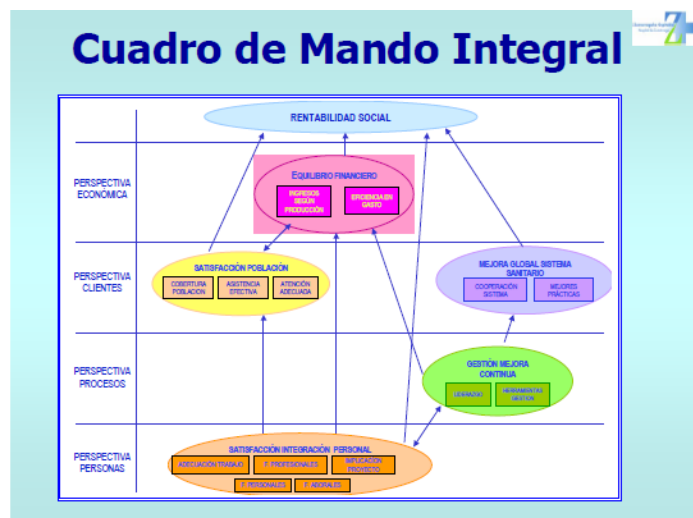 Cuadro de Mando Integral
RENTABILIDAD SOCIAL
PERSPECTIVA
ECONÓMICA
EQUILIBRIO FINANCIERO
INGRESOS
SEGÚN
PRODUCCIÓN
EFICIENCIA EN
GASTO
PERSPECTIVA
CLIENTES
SATISFACCIÓN POBLACIÓN
COBERTURA
POBLACIÓN
ASISTENCIA
EFECTIVA
ATENCIÓN
ADECUADA
MEJORA GLOBAL SISTEMA
SANITARIO
COOPERACIÓN
SISTEMA
MEJORES
PRÁCTICAS
PERSPECTIVA
PROCESOS
GESTIÓN MEJORA
CONTINUA
LIDERAZGO
HERRAMIENTAS
GESTIÓN
PERSPECTIVA
PERSONAS
SATISFACCIÓN INTEGRACIÓN PERSONAL
ADECUACIÓN TRABAJO
F. PROFESIONALES
IMPLICACIÓN
PROYECTO
F. PERSONALES
F. ABORALES